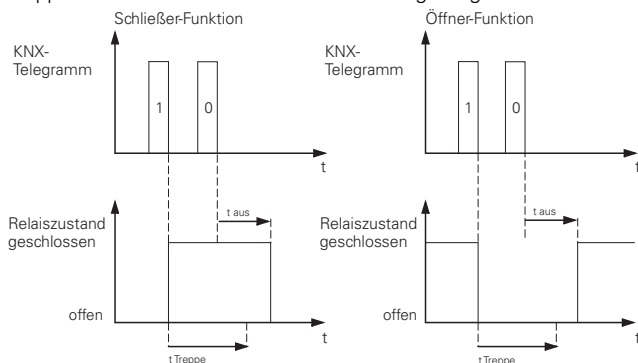 Schließer-Funktion
KNX-
Telegramm
1
0
t
Relaiszustand
geschlossen
t aus
offen
t
t Treppe
Öffner-Funktion
KNX-
Telegramm
1
0
t
Relaiszustand
geschlossen
t aus
offen
t
t Treppe